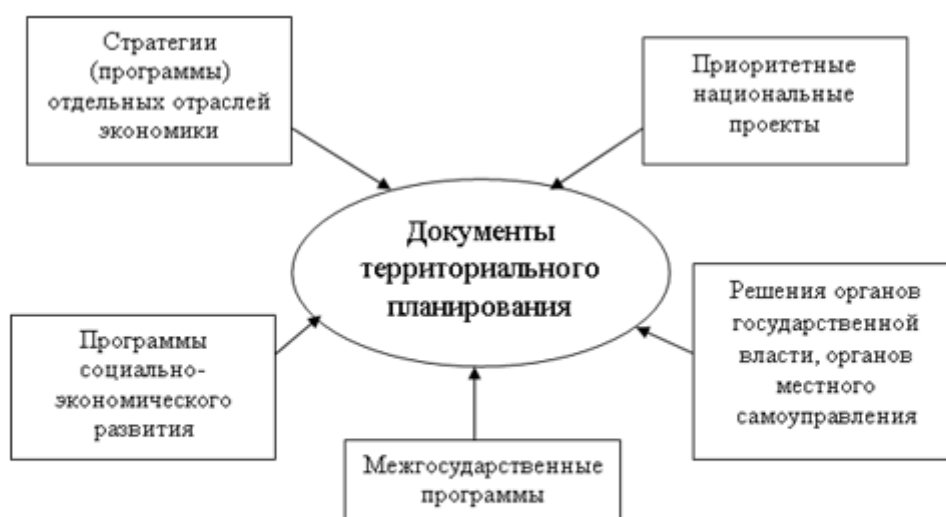 Стратегии
(программы)
отдельных отраслей
экономики
Приоритетные
национальные
проекты
Документы
территориального
планирования
Программы
социально-
экономического
развития
Решения органов
государственной
власти, органов
местного
самоуправления
Межгосударственные
программы